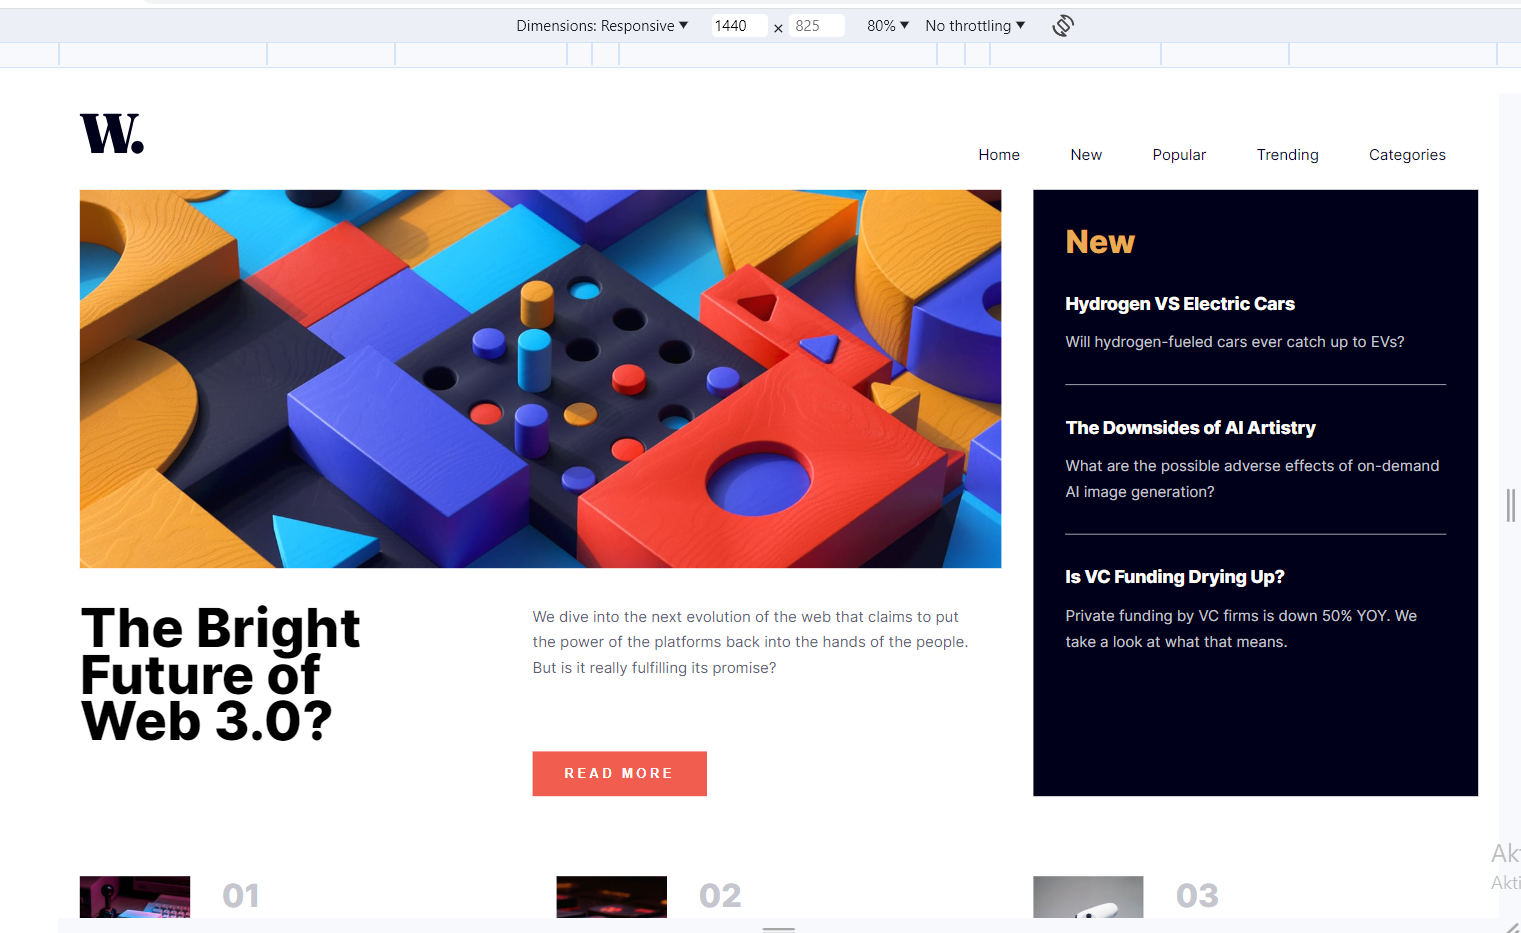 Dimensions: Responsive ▼ 1440 × 825 80% ▼ No throttling ▼
W.
Home New Popular Trending Categories
New
Hydrogen VS Electric Cars
Will hydrogen-fueled cars ever catch up to EVs?
The Downsides of AI Artistry
What are the possible adverse effects of on-demand
AI image generation?
Is VC Funding Drying Up?
Private funding by VC firms is down 50% YOY. We
take a look at what that means.
The Bright
Future of
Web 3.0?
We dive into the next evolution of the web that claims to put
the power of the platforms back into the hands of the people.
But is it really fulfilling its promise?
READ MORE
01
02
03